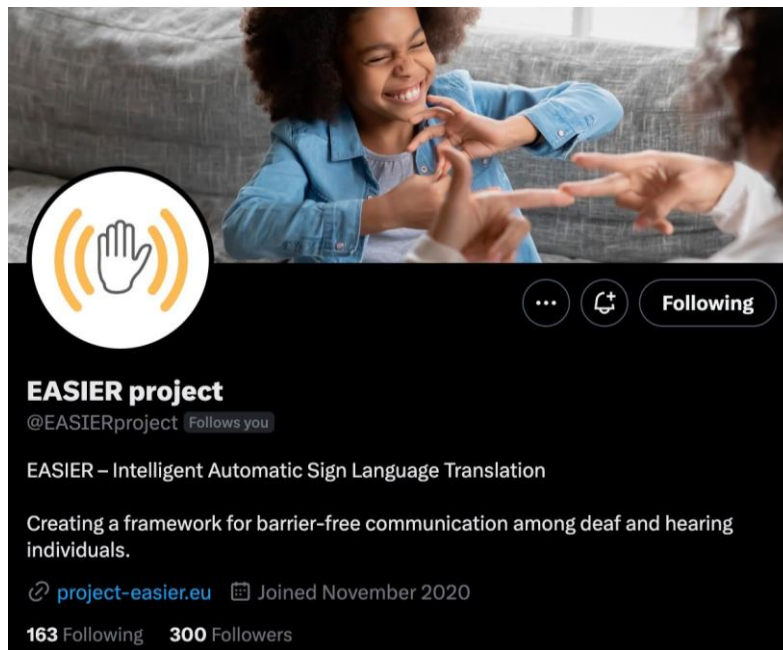 Following
EASIER project
@EASIERproject Follows you
EASIER – Intelligent Automatic Sign Language Translation
Creating a framework for barrier-free communication among deaf and hearing
individuals.
project-easier.eu Joined November 2020
163 Following 300 Followers